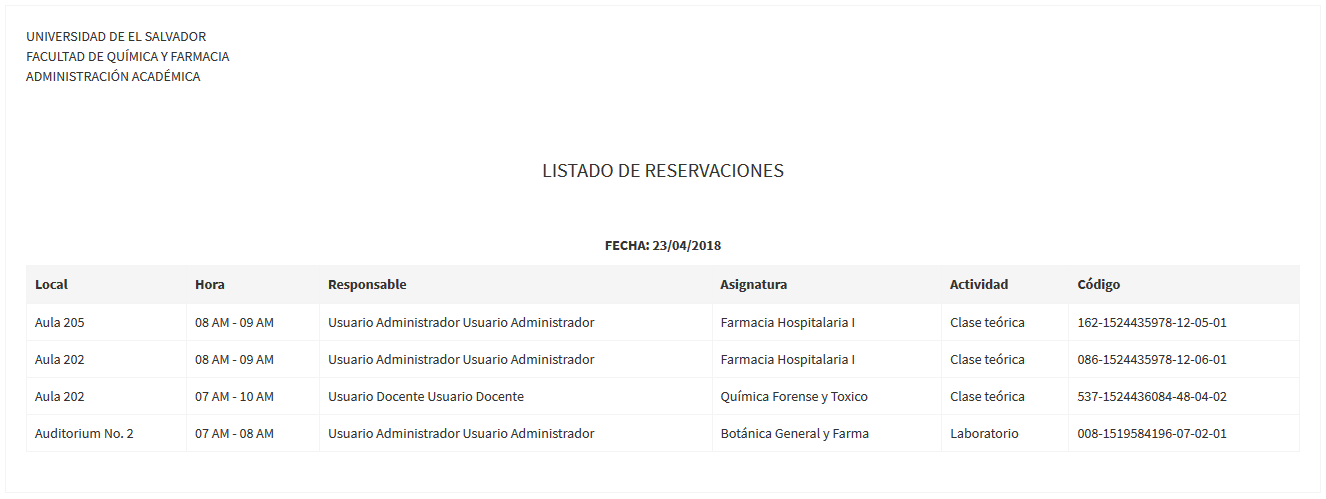 UNIVERSIDAD DE EL SALVADOR
FACULTAD DE QUÍMICA Y FARMACIA
ADMINISTRACIÓN ACADÉMICA
LISTADO DE RESERVACIONES
FECHA: 23/04/2018
Local Hora Responsable Asignatura Actividad Código
Aula 205 08 AM - 09 AM Usuario Administrador Usuario Administrador Farmacia Hospitalaria I Clase teórica 162-1524435978-12-05-01
Aula 202 08 AM - 09 AM Usuario Administrador Usuario Administrador Farmacia Hospitalaria I Clase teórica 086-1524435978-12-06-01
Aula 202 07 AM - 10 AM Usuario Docente Usuario Docente Química Forense y Toxico Clase teórica 537-1524436084-48-04-02
Auditorium No. 2 07 AM - 08 AM Usuario Administrador Usuario Administrador Botánica General y Farma Laboratorio 008-1519584196-07-02-01